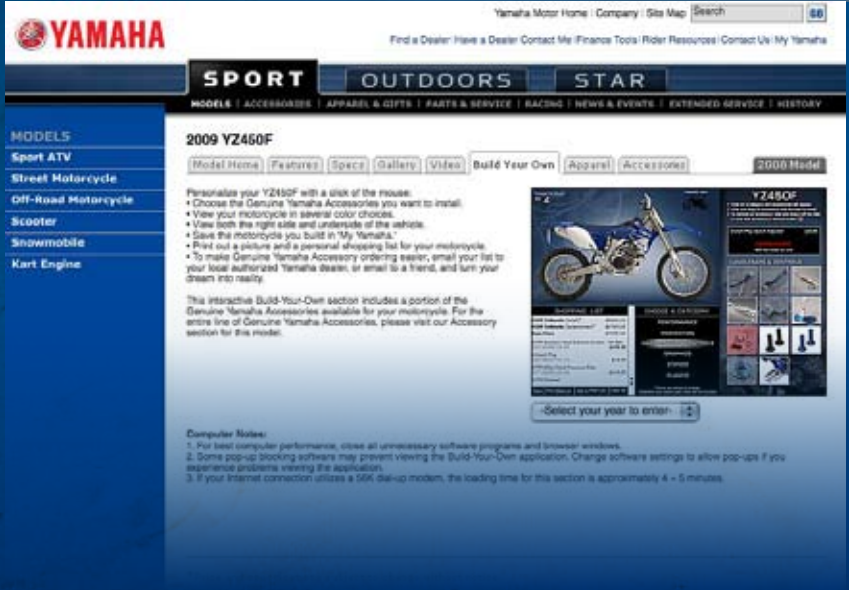 Yamaha Motor Home | Company | Site Map Search GO
YAMAHA
Find a Dealer Have a Dealer Contact Me Finance Tools Rider Resources Contact Us My Yamaha
SPORT OUTDOORS STAR
MODELS | ACCESSORIES | APPAREL & GIFTS | PARTS & SERVICE | RACING | NEWS & EVENTS | EXTENDED SERVICE | HISTORY
MODELS
Sport ATV
Street Motorcycle
Off-Road Motorcycle
Scooter
Snowmobile
Kart Engine
2009 YZ450F
Model Home Features Specs Gallery Video Build Your Own Apparel Accessories 2008 Model
Personalize your YZ450F with a click of the mouse:
• Choose the Genuine Yamaha Accessories you want to install.
• View your motorcycle in several color choices.
• View both the right side and underside of the vehicle.
• Save the motorcycle you build in "My Yamaha."
• Print out a picture and a personal shopping list for your motorcycle.
• To make Genuine Yamaha Accessory ordering easier, email your list to
your local authorized Yamaha dealer, or email to a friend, and turn your
dream into reality.
This interactive Build-Your-Own section includes a portion of the
Genuine Yamaha Accessories available for your motorcycle. For the
entire line of Genuine Yamaha Accessories, please visit our Accessory
section for this model.
YZ450F
SHOPPING LIST
CHOOSE A CATEGORY
PERFORMANCE
-Select your year to enter-
Computer Notes:
1. For best computer performance, close all unnecessary software programs and browser windows.
2. Some pop-up blocking software may prevent viewing the Build-Your-Own application. Change software settings to allow pop-ups if you
experience problems viewing the application.
3. If your internet connection utilizes a 56K dial-up modem, the loading time for this section is approximately 4 - 5 minutes.